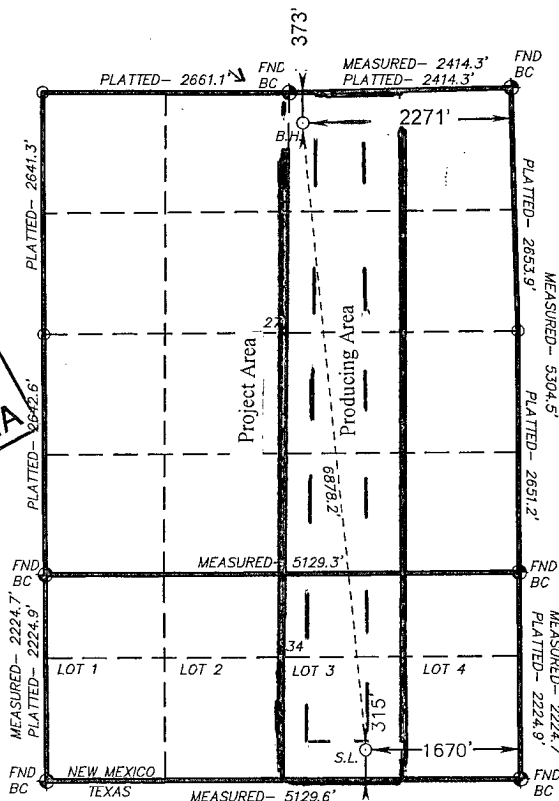 373'
PLATTED- 2661.1'
FND
BC
MEASURED- 2414.3'
PLATTED- 2414.3'
FND
BC
B.H.
2271'
PLATTED- 2641.3'
PLATTED- 2653.9'
MEASURED- 5304.5'
27
Project Area
Producing Area
6878.2'
A
PLATTED- 2642.6'
PLATTED- 2651.2'
FND
BC
MEASURED- 5129.3'
FND
BC
MEASURED- 2224.7'
PLATTED- 2224.9'
34
LOT 1
LOT 2
LOT 3
LOT 4
MEASURED- 2224.
PLATTED- 2224.9'
315'
S.L.
1670'
FND
BC
NEW MEXICO
TEXAS
MEASURED- 5129.6'
FND
BC